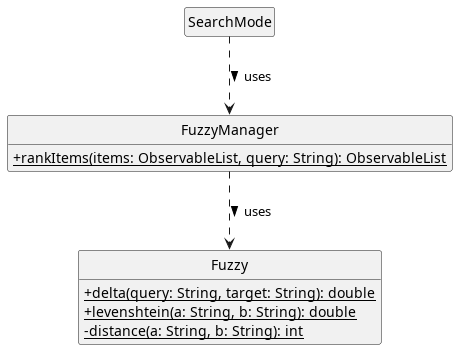 SearchMode
uses
FuzzyManager
+rankItems(items: ObservableList, query: String): ObservableList
uses
Fuzzy
+delta(query: String, target: String): double
+levenshtein(a: String, b: String): double
-distance(a: String, b: String): int